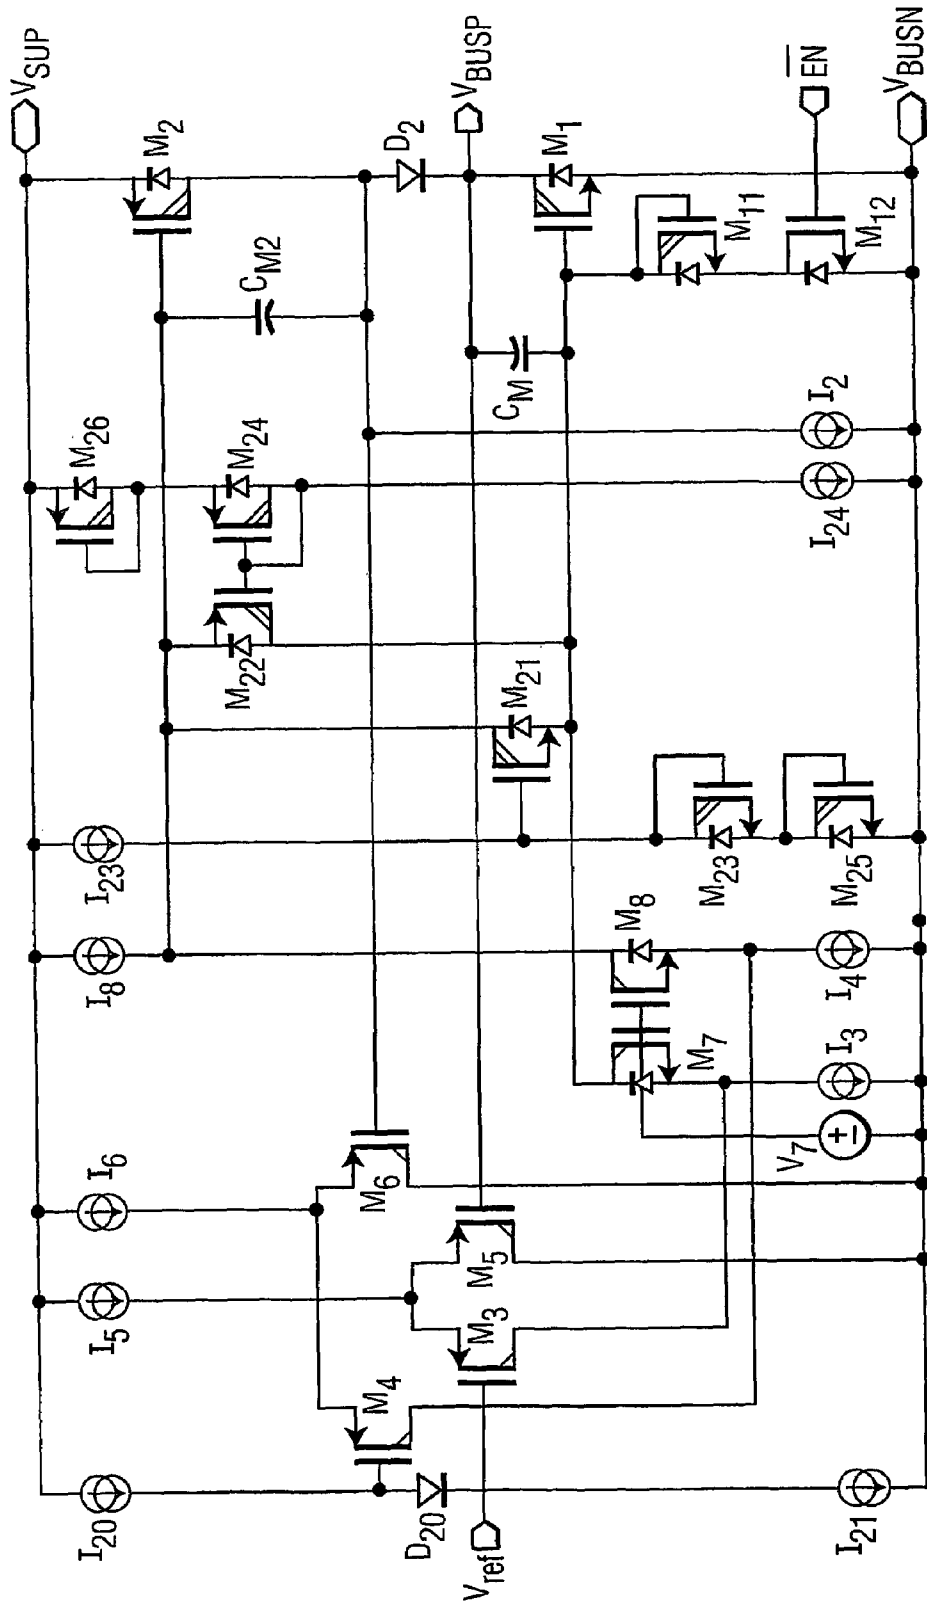 V_SUP
M_2
D_2
V_BUSP
M_1
E̅N̅
V_BUSN
C_M2
M_11
M_12
C_M
M_26
M_24
I_2
I_24
M_22
M_21
I_23
M_23
M_25
I_8
M_8
I_4
M_7
I_3
V_7
+
−
I_6
M_6
I_5
M_5
M_3
M_4
I_20
D_20
V_ref
I_21